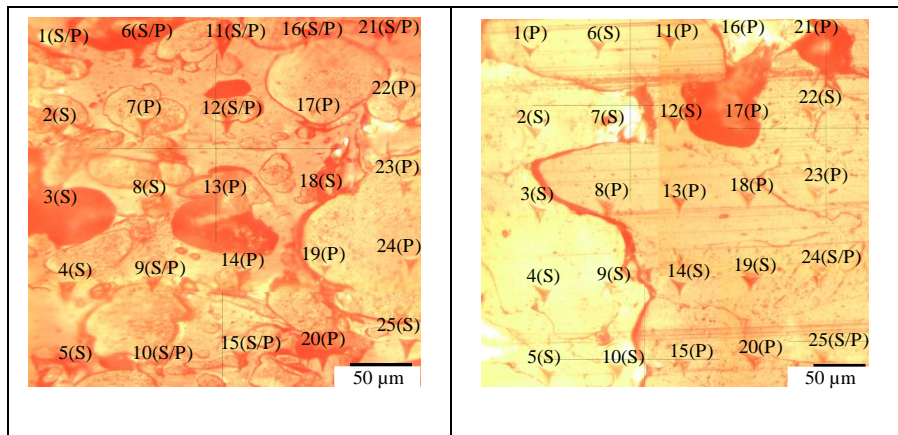 1(S/P) 6(S/P) 11(S/P) 16(S/P) 21(S/P)
2(S) 7(P) 12(S/P) 17(P) 22(P)
3(S) 8(S) 13(P) 18(S) 23(P)
4(S) 9(S/P) 14(P) 19(P) 24(P)
5(S) 10(S/P) 15(S/P) 20(P) 25(S)
50 µm
1(P) 6(S) 11(P) 16(P) 21(P)
2(S) 7(S) 12(S) 17(P) 22(S)
3(S) 8(P) 13(P) 18(P) 23(P)
4(S) 9(S) 14(S) 19(S) 24(S/P)
5(S) 10(S) 15(P) 20(P) 25(S/P)
50 µm